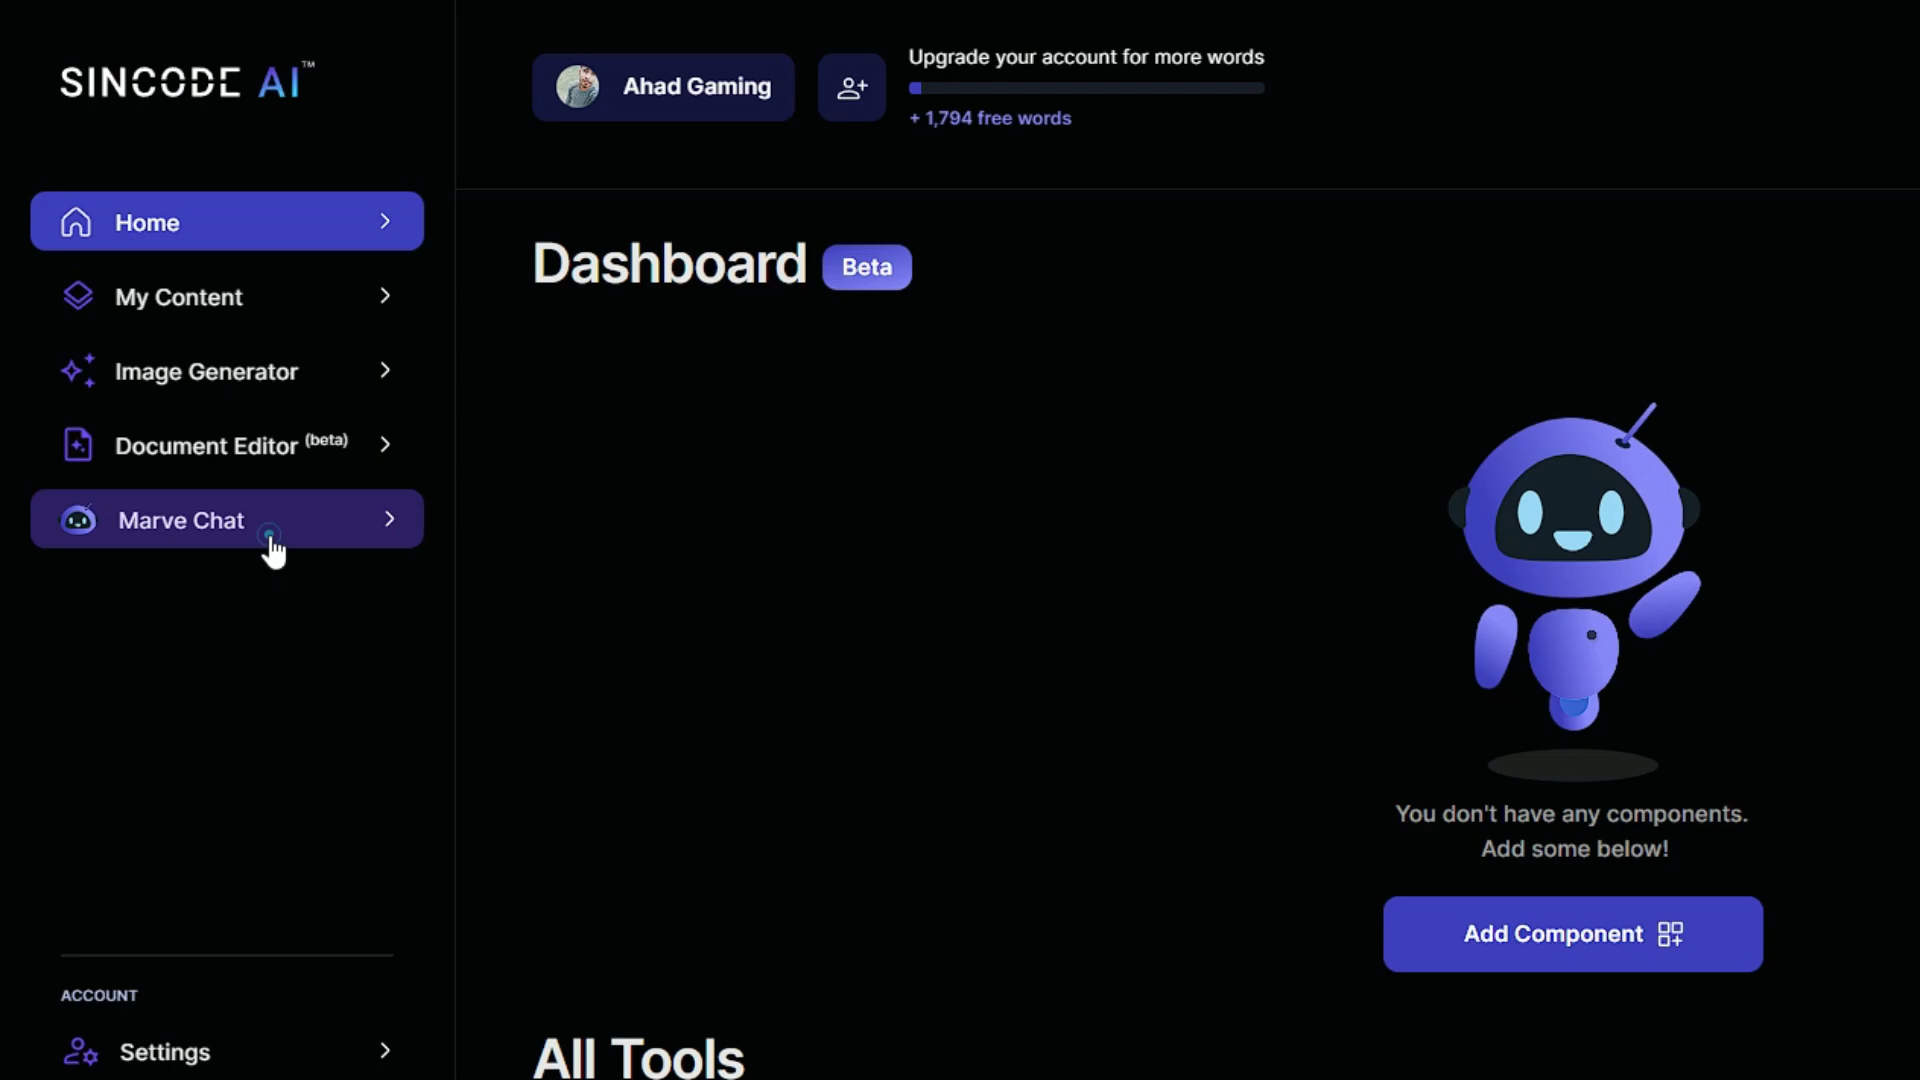 SINCODE AI™
Home
My Content
Image Generator
Document Editor (beta)
Marve Chat
ACCOUNT
Settings
Ahad Gaming
Upgrade your account for more words
+ 1,794 free words
Dashboard Beta
You don't have any components.
Add some below!
Add Component
All Tools